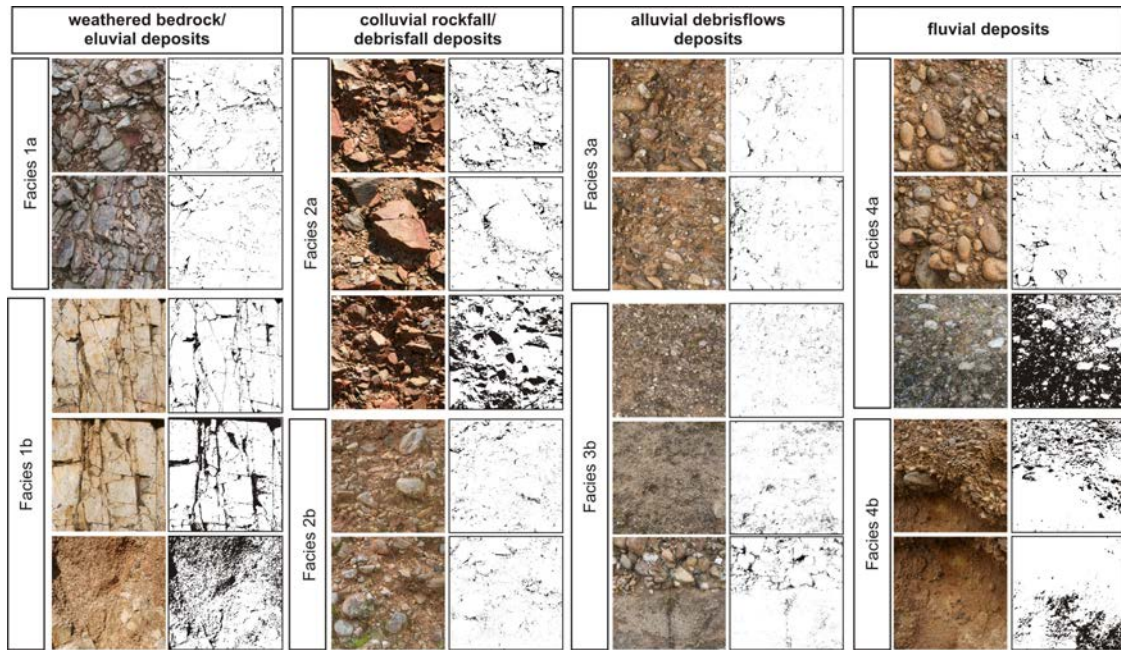 weathered bedrock/
eluvial deposits
Facies 1a
Facies 1b
colluvial rockfall/
debrisfall deposits
Facies 2a
Facies 2b
alluvial debrisflows
deposits
Facies 3a
Facies 3b
fluvial deposits
Facies 4a
Facies 4b